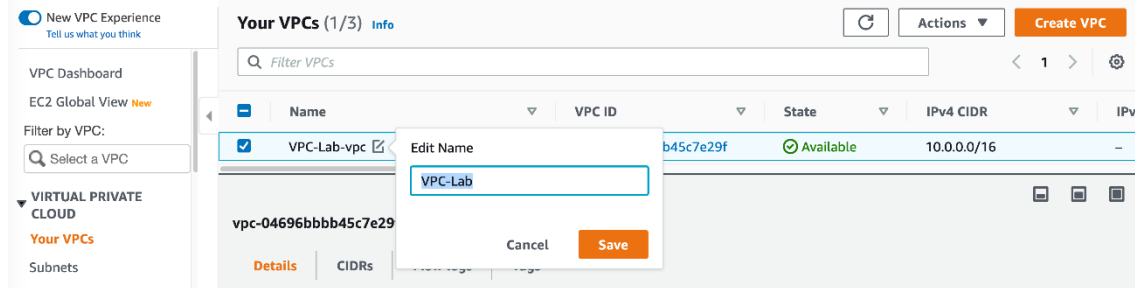 New VPC Experience
Tell us what you think
VPC Dashboard
EC2 Global View New
Filter by VPC:
Select a VPC
VIRTUAL PRIVATE
CLOUD
Your VPCs
Subnets
Your VPCs (1/3) Info
Actions
Create VPC
Filter VPCs
1
Name VPC ID State IPv4 CIDR
VPC-Lab-vpc b45c7e29f Available 10.0.0.0/16 –
Edit Name
VPC-Lab
Cancel Save
vpc-04696bbbb45c7e29
Details CIDRs